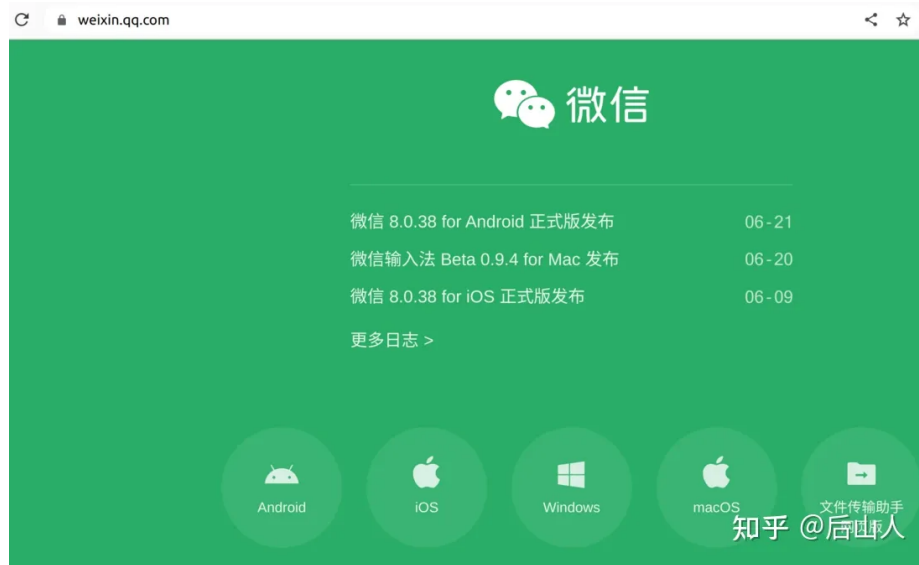 weixin.qq.com
微信
微信 8.0.38 for Android 正式版发布 06-21
微信输入法 Beta 0.9.4 for Mac 发布 06-20
微信 8.0.38 for iOS 正式版发布 06-09
更多日志 >
Android
iOS
Windows
macOS
文件传输助手
网页版
知乎 @后山人